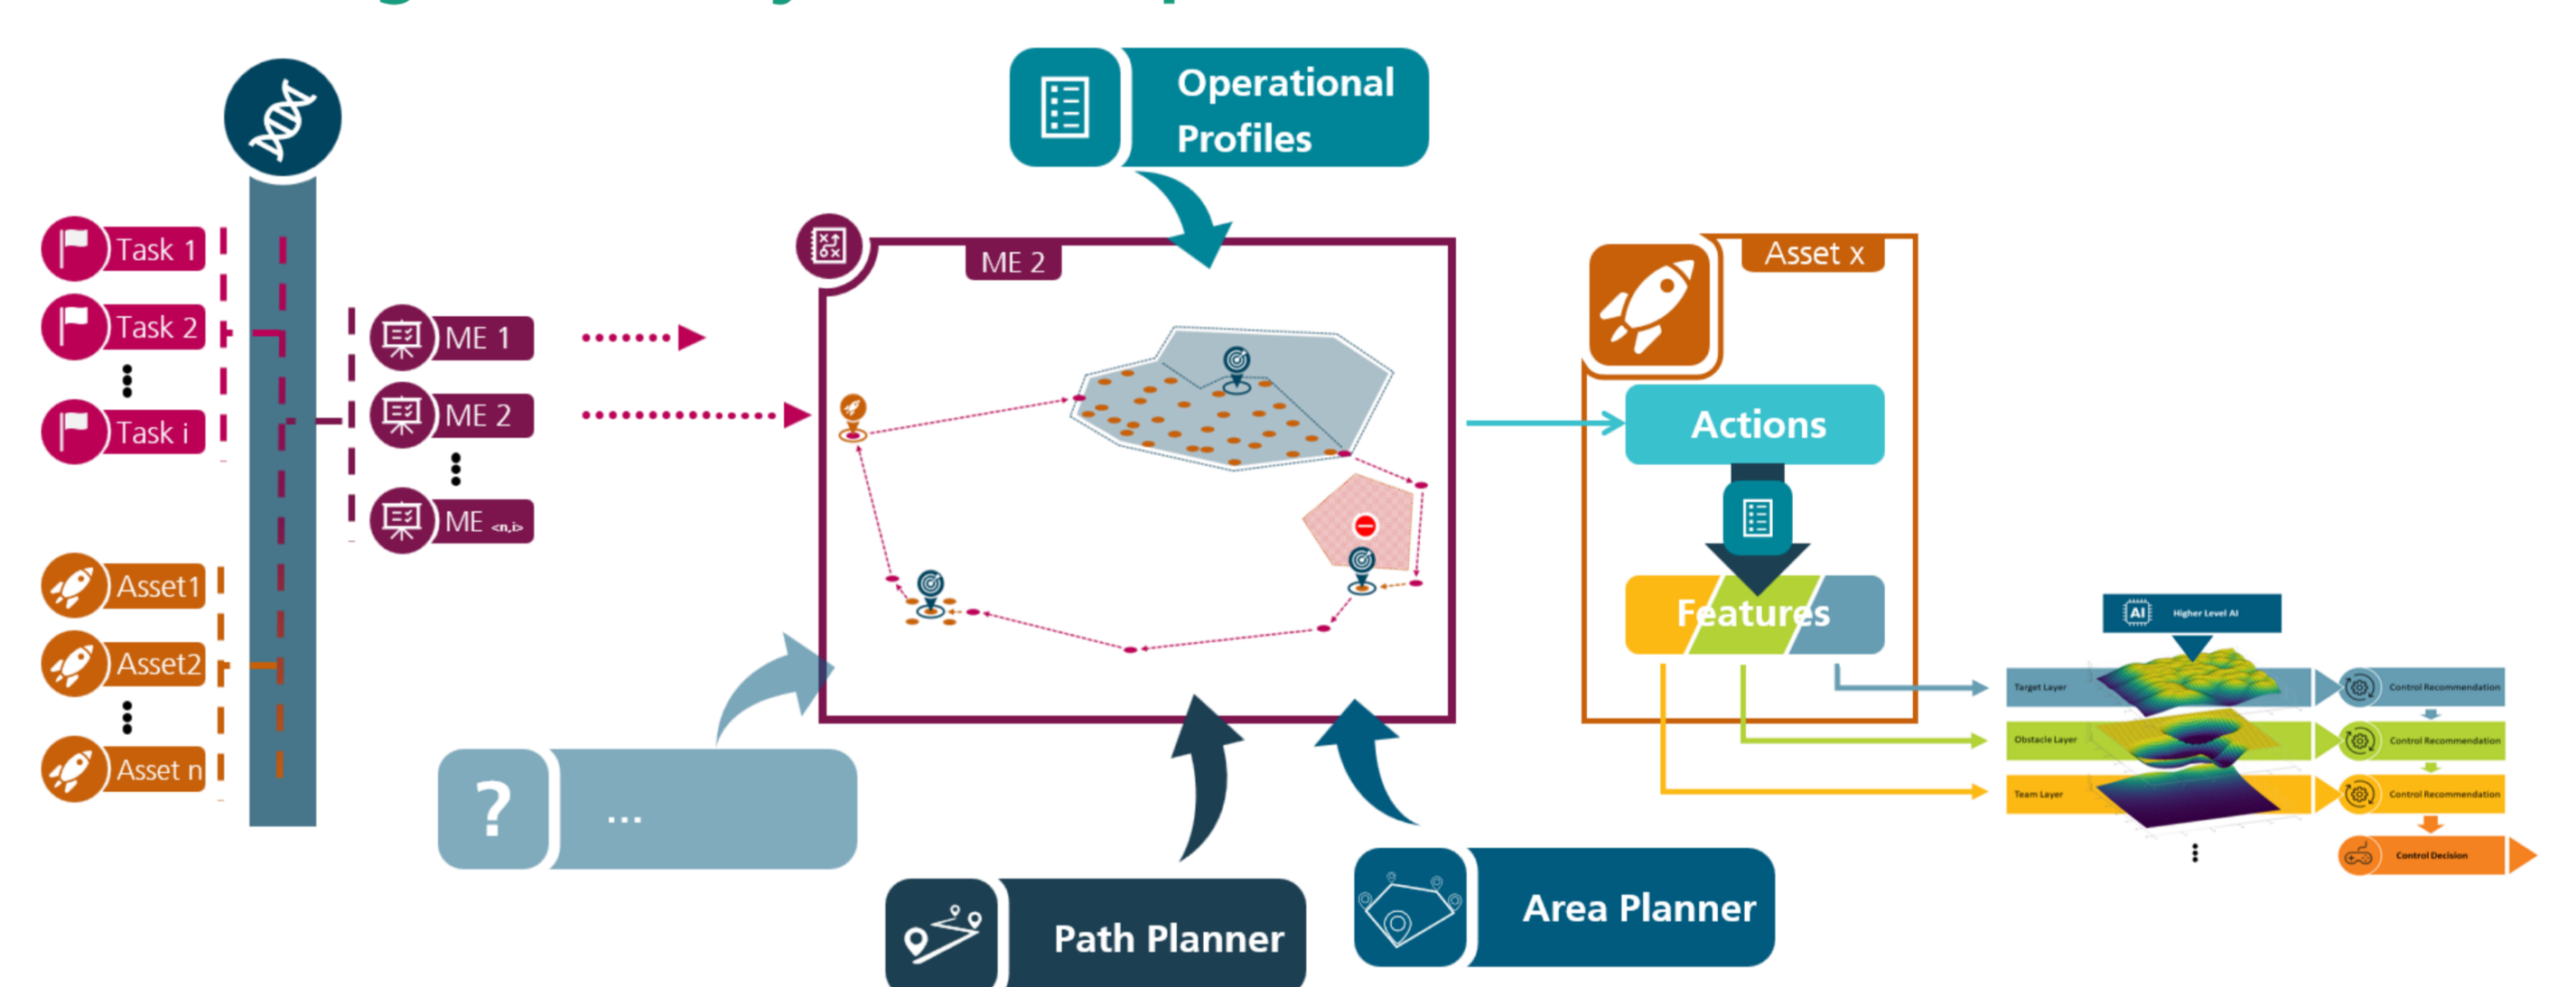 Operational
Profiles
Task 1
Task 2
Task i
Asset1
Asset2
Asset n
ME 1
ME 2
ME <n,i>
ME 2
?
...
Path Planner
Area Planner
Asset x
Actions
Features
AI
Higher Level AI
Target Layer
Control Recommendation
Obstacle Layer
Control Recommendation
Team Layer
Control Recommendation
Control Decision